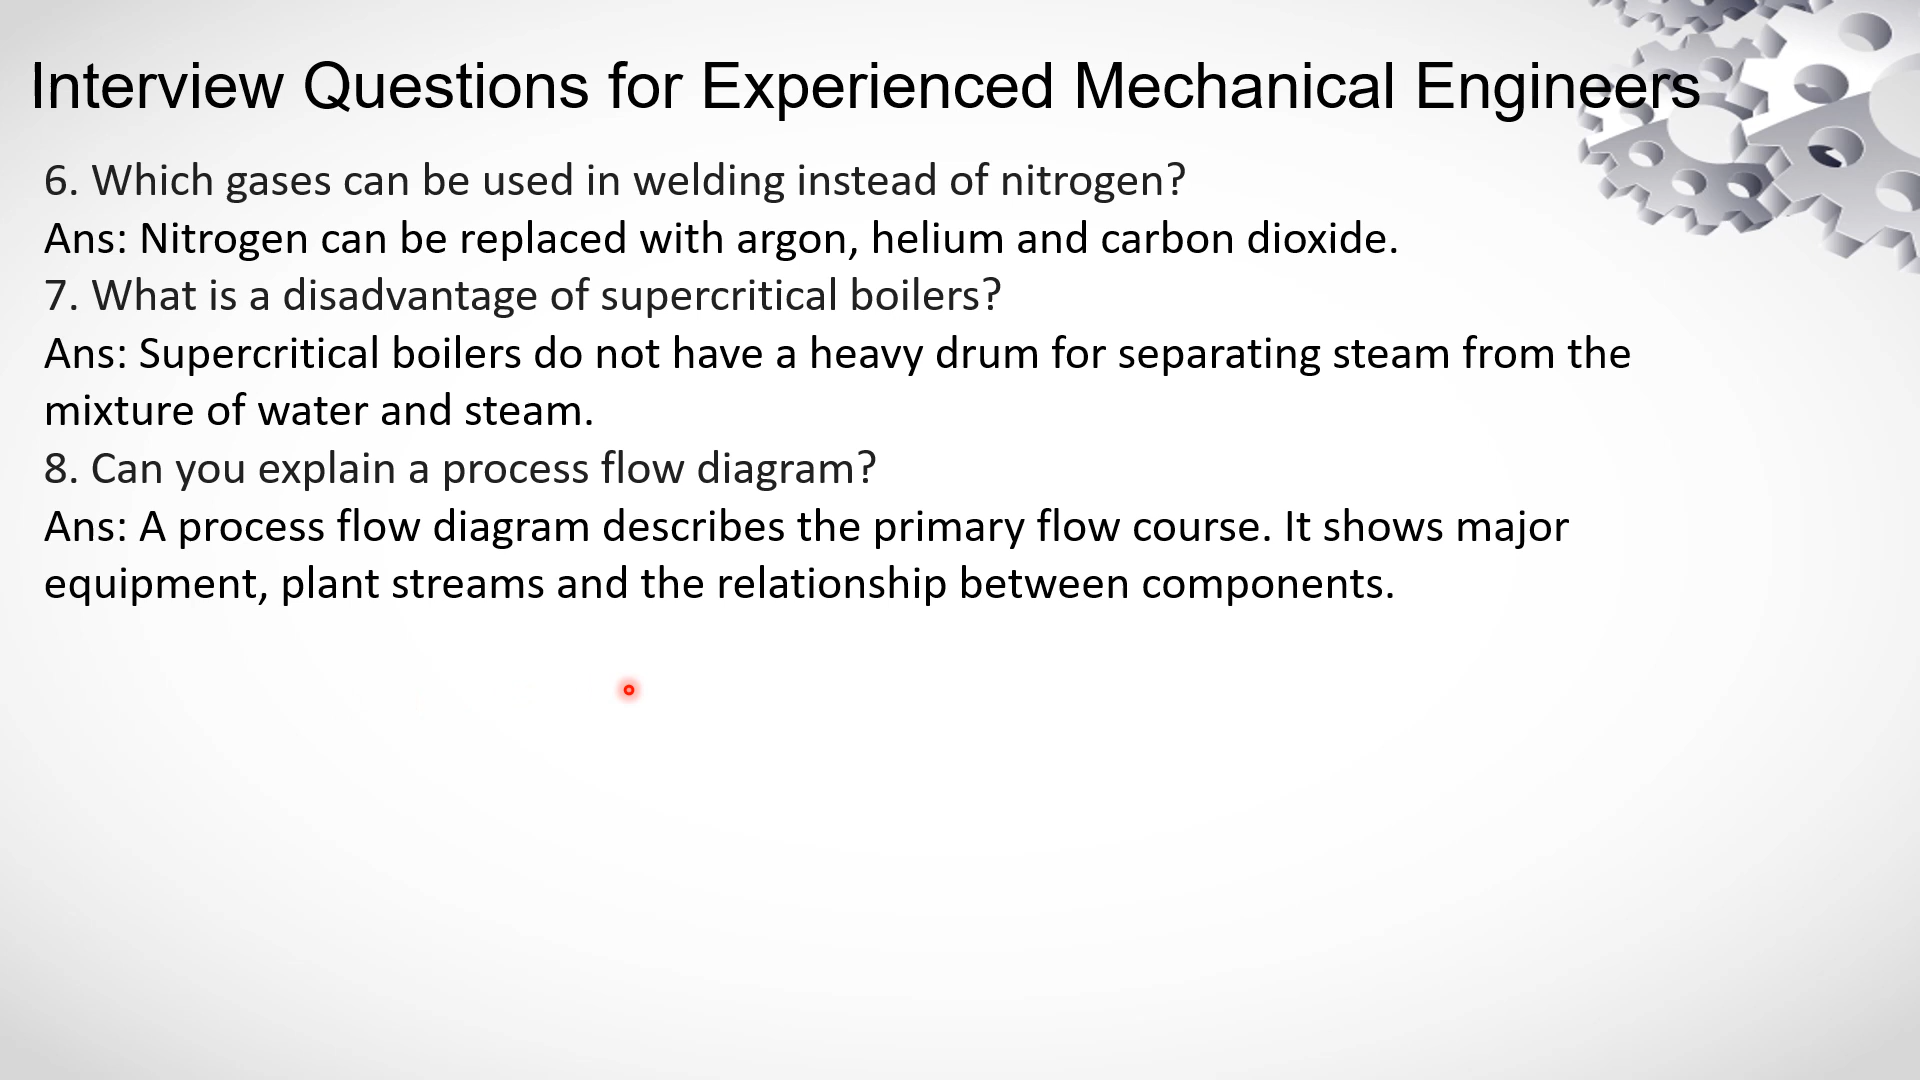 Interview Questions for Experienced Mechanical Engineers
6. Which gases can be used in welding instead of nitrogen?
Ans: Nitrogen can be replaced with argon, helium and carbon dioxide.
7. What is a disadvantage of supercritical boilers?
Ans: Supercritical boilers do not have a heavy drum for separating steam from the
mixture of water and steam.
8. Can you explain a process flow diagram?
Ans: A process flow diagram describes the primary flow course. It shows major
equipment, plant streams and the relationship between components.